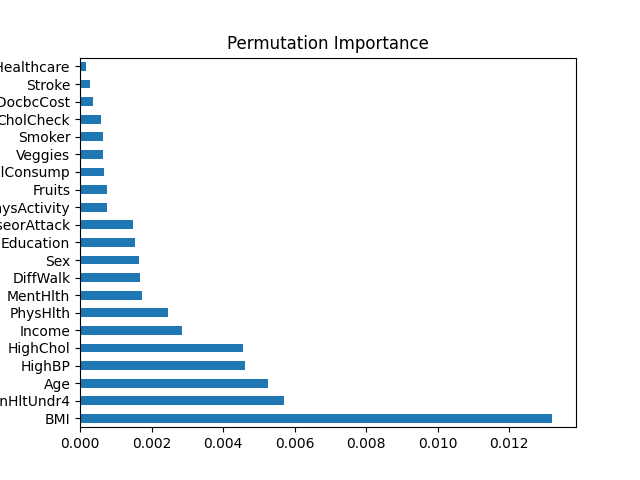 Permutation Importance
Healthcare
Stroke
DocbcCost
CholCheck
Smoker
Veggies
lConsump
Fruits
ysActivity
seorAttack
Education
Sex
DiffWalk
MentHlth
PhysHlth
Income
HighChol
HighBP
Age
nHltUndr4
BMI
0.000 0.002 0.004 0.006 0.008 0.010 0.012